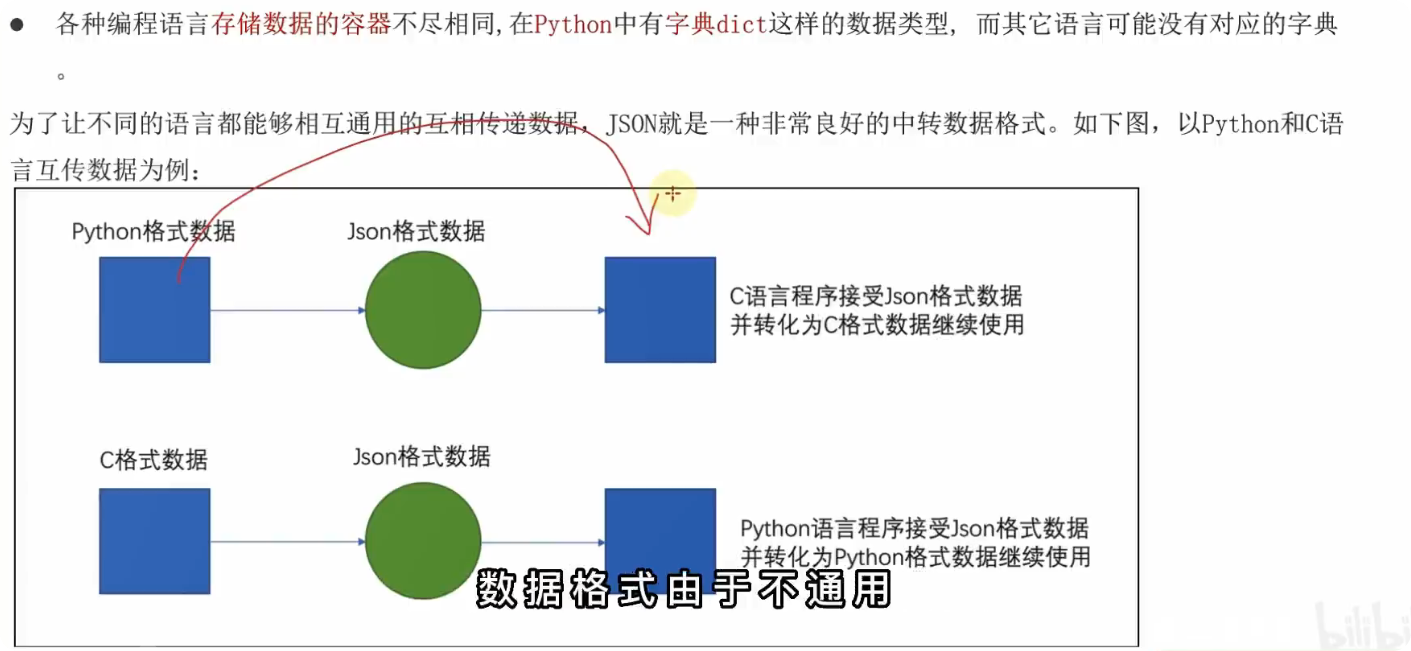 ● 各种编程语言存储数据的容器不尽相同,在Python中有字典dict这样的数据类型, 而其它语言可能没有对应的字典
。
为了让不同的语言都能够相互通用的互相传递数据，JSON就是一种非常良好的中转数据格式。如下图，以Python和C语
言互传数据为例：
Python格式数据
Json格式数据
C语言程序接受Json格式数据
并转化为C格式数据继续使用
C格式数据
Json格式数据
Python语言程序接受Json格式数据
并转化为Python格式数据继续使用
数据格式由于不通用
bilibi